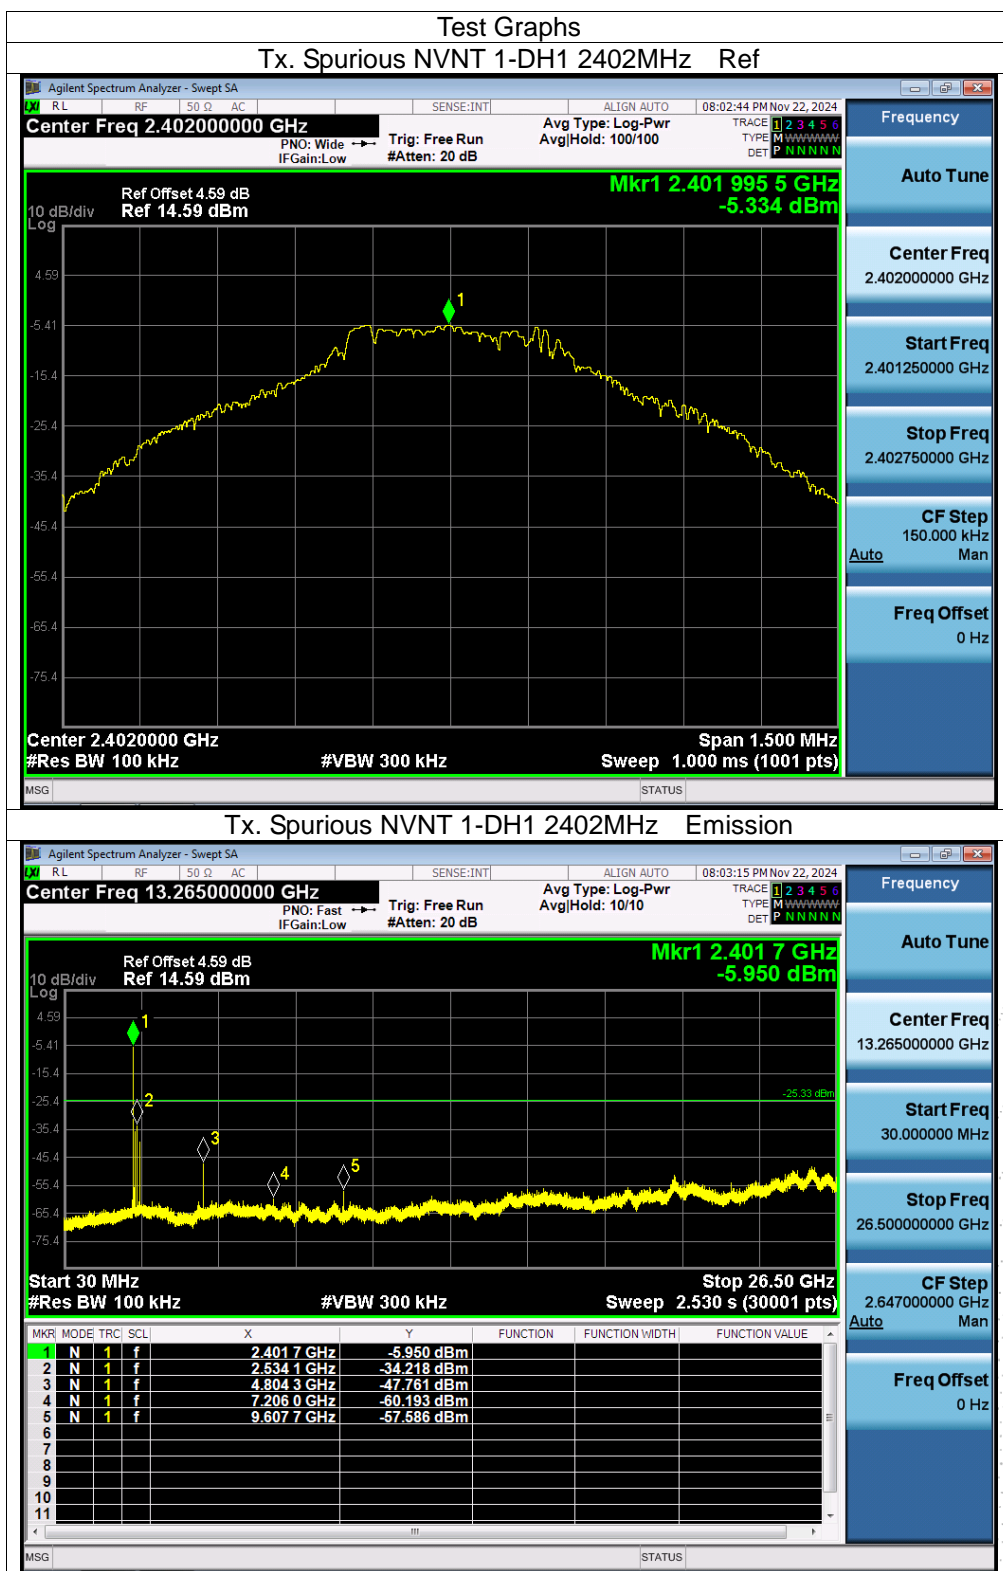 Test Graphs
Tx. Spurious NVNT 1-DH1 2402MHz Ref
Agilent Spectrum Analyzer - Swept SA
LXI RL RF 50 Ω AC SENSE:INT ALIGN AUTO 08:02:44 PM Nov 22, 2024
Center Freq 2.402000000 GHz
PNO: Wide
IFGain:Low
Trig: Free Run
#Atten: 20 dB
Avg Type: Log-Pwr
Avg|Hold: 100/100
TRACE 1 2 3 4 5 6
TYPE M WWWWW
DET P N N N N N
Frequency
Auto Tune
Center Freq
2.402000000 GHz
Start Freq
2.401250000 GHz
Stop Freq
2.402750000 GHz
CF Step
150.000 kHz
Auto Man
Freq Offset
0 Hz
Mkr1 2.401 995 5 GHz
-5.334 dBm
Ref Offset 4.59 dB
10 dB/div Ref 14.59 dBm
Log
1
4.59
-5.41
-15.4
-25.4
-35.4
-45.4
-55.4
-65.4
-75.4
Center 2.4020000 GHz Span 1.500 MHz
#Res BW 100 kHz #VBW 300 kHz Sweep 1.000 ms (1001 pts)
MSG STATUS
Tx. Spurious NVNT 1-DH1 2402MHz Emission
Agilent Spectrum Analyzer - Swept SA
LXI RL RF 50 Ω AC SENSE:INT ALIGN AUTO 08:03:15 PM Nov 22, 2024
Center Freq 13.265000000 GHz
PNO: Fast
IFGain:Low
Trig: Free Run
#Atten: 20 dB
Avg Type: Log-Pwr
Avg|Hold: 10/10
TRACE 1 2 3 4 5 6
TYPE M WWWWW
DET P N N N N N
Frequency
Auto Tune
Center Freq
13.265000000 GHz
Start Freq
30.000000 MHz
Stop Freq
26.500000000 GHz
CF Step
2.647000000 GHz
Auto Man
Freq Offset
0 Hz
Mkr1 2.401 7 GHz
-5.950 dBm
Ref Offset 4.59 dB
10 dB/div Ref 14.59 dBm
Log
4.59
-5.41
-15.4
-25.4
-35.4
-45.4
-55.4
-65.4
-75.4
1
2
3
4
5
-25.33 dBm
Start 30 MHz Stop 26.50 GHz
#Res BW 100 kHz #VBW 300 kHz Sweep 2.530 s (30001 pts)
MKR MODE TRC SCL X Y FUNCTION FUNCTION WIDTH FUNCTION VALUE
1 N 1 f 2.401 7 GHz -5.950 dBm
2 N 1 f 2.534 1 GHz -34.218 dBm
3 N 1 f 4.804 3 GHz -47.761 dBm
4 N 1 f 7.206 0 GHz -60.193 dBm
5 N 1 f 9.607 7 GHz -57.586 dBm
6
7
8
9
10
11
MSG STATUS